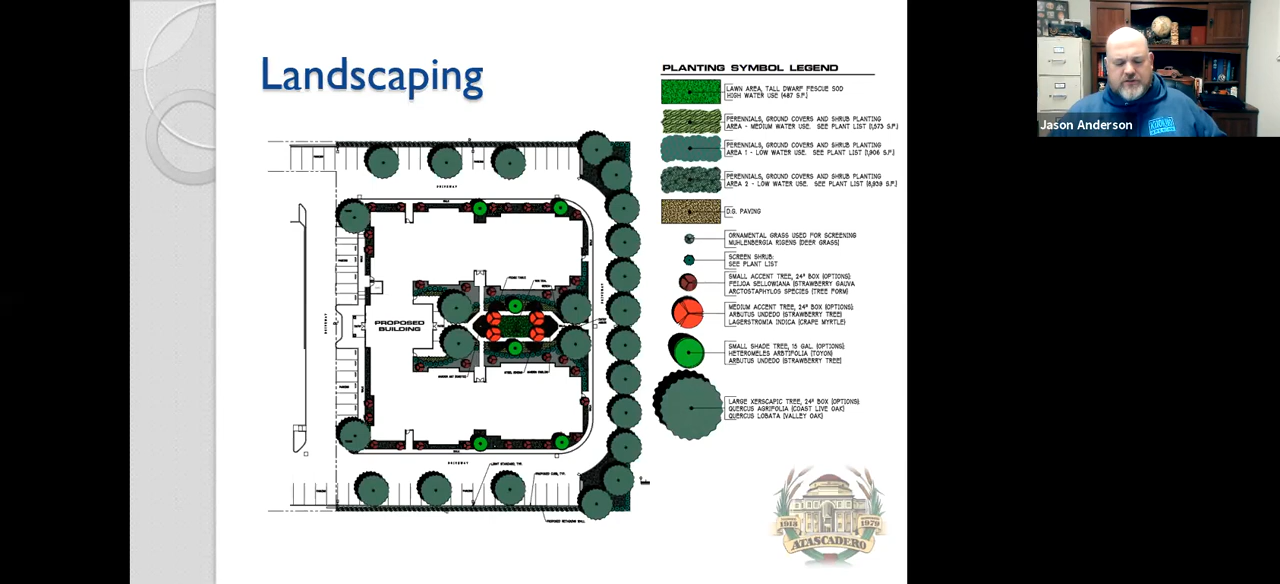 Landscaping
PLANTING SYMBOL LEGEND
LAWN AREA, TALL DWARF FESCUE SOD
HIGH WATER USE (487 S.F.)
PERENNIALS, GROUND COVERS AND SHRUB PLANTING
AREA - MEDIUM WATER USE. SEE PLANT LIST (1,573 S.F.)
PERENNIALS, GROUND COVERS AND SHRUB PLANTING
AREA 1 - LOW WATER USE. SEE PLANT LIST (1,906 S.F.)
PERENNIALS, GROUND COVERS AND SHRUB PLANTING
AREA 2 - LOW WATER USE. SEE PLANT LIST (8,939 S.F.)
D.G. PAVING
ORNAMENTAL GRASS USED FOR SCREENING
MUHLENBERGIA RIGENS (DEER GRASS)
SCREEN SHRUB:
SEE PLANT LIST
SMALL ACCENT TREE, 24" BOX (OPTIONS):
FEIJOA SELLOWIANA (STRAWBERRY GAUVA
ARCTOSTAPHYLOS SPECIES (TREE FORM)
MEDIUM ACCENT TREE, 24" BOX (OPTIONS):
ARBUTUS UNEDO (STRAWBERRY TREE)
LAGERSTROMIA INDICA (CRAPE MYRTLE)
SMALL SHADE TREE, 15 GAL. (OPTIONS):
HETEROMELES ARBTIFOLIA (TOYON)
ARBUTUS UNEDO (STRAWBERRY TREE)
LARGE XERSCAPIC TREE, 24" BOX (OPTIONS)
QUERCUS AGRIFOLIA (COAST LIVE OAK)
QUERCUS LOBATA (VALLEY OAK)
DRIVEWAY
PROPOSED
BUILDING
DRIVEWAY
1913
1979
ATASCADERO
Jason Anderson